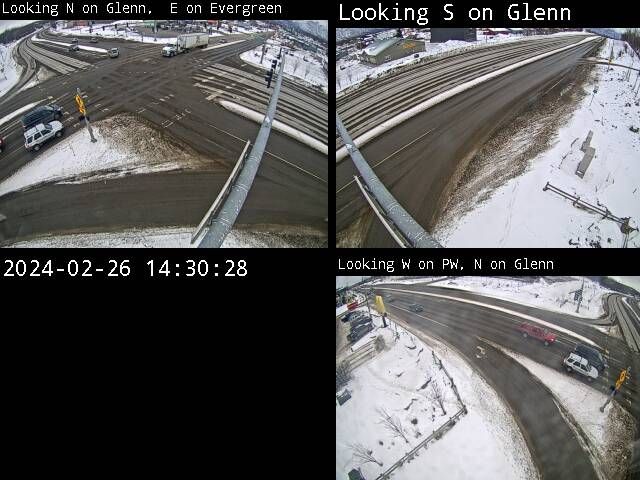 Looking N on Glenn, E on Evergreen
Looking S on Glenn
2024-02-26 14:30:28
Looking W on PW, N on Glenn